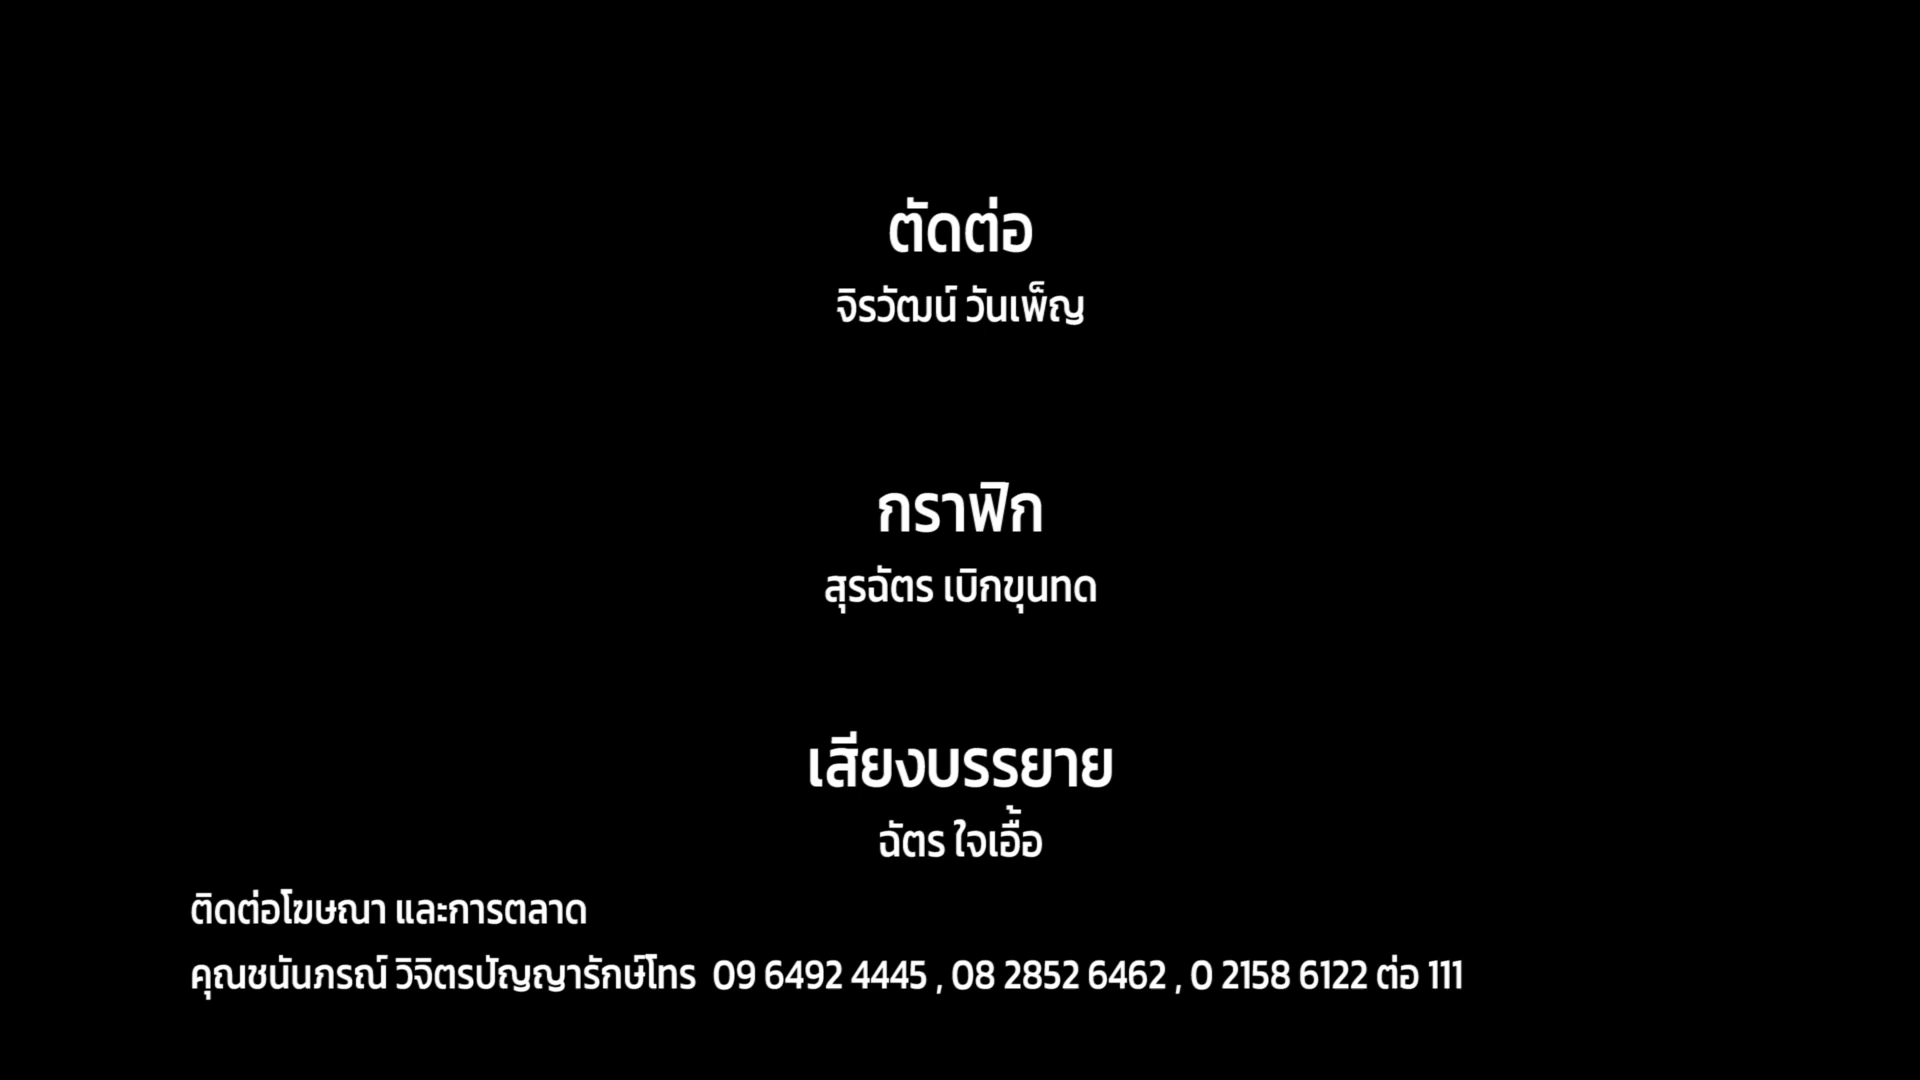 ตัดต่อ
จิรวัฒน์ วันเพ็ญ
กราฟิก
สุรฉัตร เบิกขุนทด
เสียงบรรยาย
ฉัตร ใจเอื้อ
ติดต่อโฆษณา และการตลาด
คุณชนันภรณ์ วิจิตรปัญญารักษ์โทร 09 6492 4445 , 08 2852 6462 , 0 2158 6122 ต่อ 111